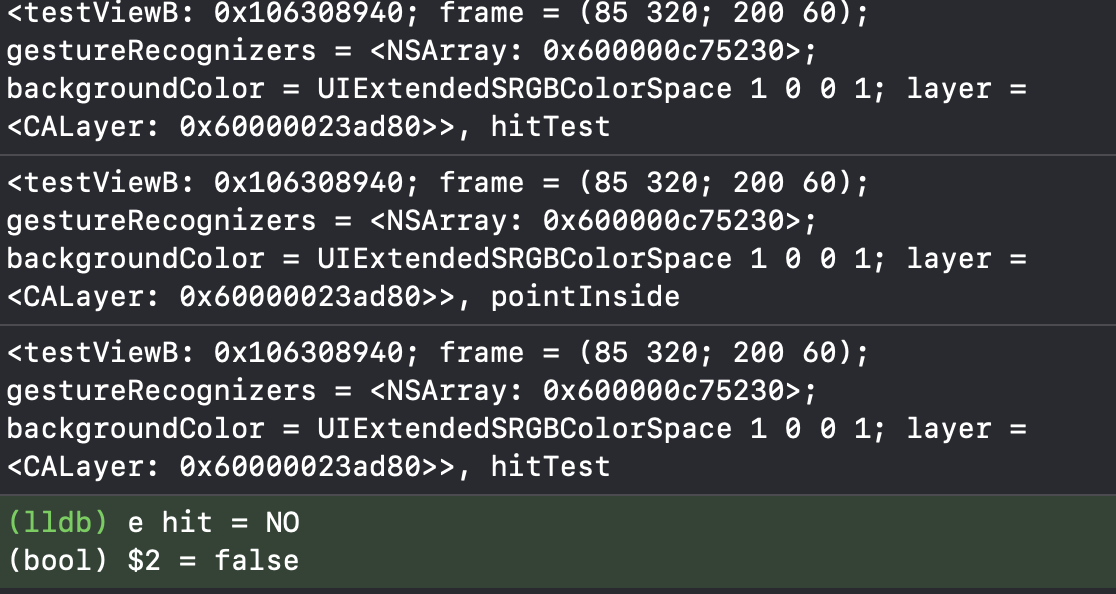 <testViewB: 0x106308940; frame = (85 320; 200 60);
gestureRecognizers = <NSArray: 0x600000c75230>;
backgroundColor = UIExtendedSRGBColorSpace 1 0 0 1; layer =
<CALayer: 0x60000023ad80>>, hitTest
<testViewB: 0x106308940; frame = (85 320; 200 60);
gestureRecognizers = <NSArray: 0x600000c75230>;
backgroundColor = UIExtendedSRGBColorSpace 1 0 0 1; layer =
<CALayer: 0x60000023ad80>>, pointInside
<testViewB: 0x106308940; frame = (85 320; 200 60);
gestureRecognizers = <NSArray: 0x600000c75230>;
backgroundColor = UIExtendedSRGBColorSpace 1 0 0 1; layer =
<CALayer: 0x60000023ad80>>, hitTest
(lldb) e hit = NO
(bool) $2 = false